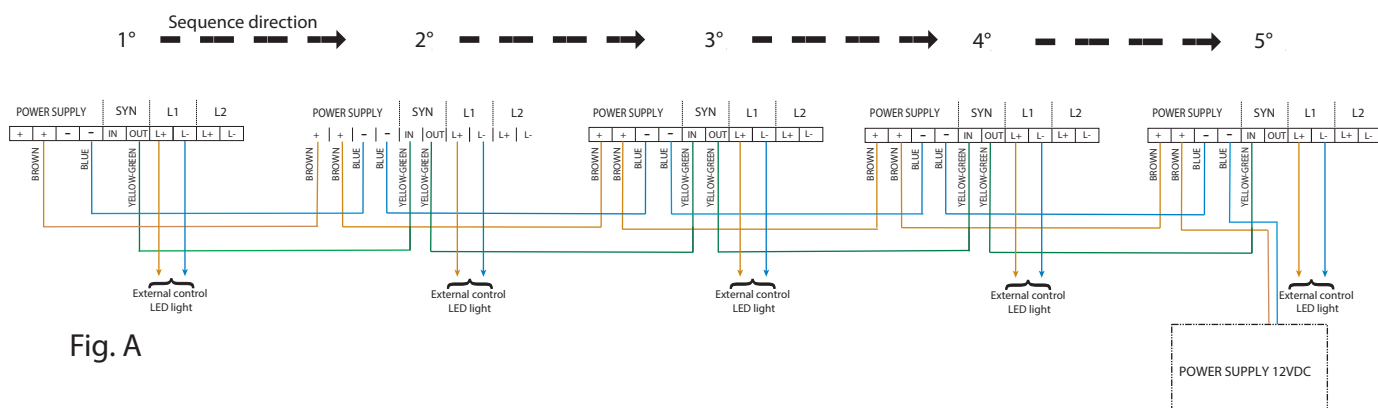 Sequence direction
1° 2° 3° 4° 5°
POWER SUPPLY SYN L1 L2 POWER SUPPLY SYN L1 L2 POWER SUPPLY SYN L1 L2 POWER SUPPLY SYN L1 L2 POWER SUPPLY SYN L1 L2
+ + − − IN OUT L+ L- L+ L- + + − − IN OUT L+ L- L+ L- + + − − IN OUT L+ L- L+ L- + + − − IN OUT L+ L- L+ L- + + − − IN OUT L+ L- L+ L-
BROWN BLUE YELLOW-GREEN BROWN BROWN BLUE BLUE YELLOW-GREEN YELLOW-GREEN BROWN BROWN BLUE BLUE YELLOW-GREEN YELLOW-GREEN BROWN BROWN BLUE BLUE YELLOW-GREEN YELLOW-GREEN BROWN BROWN BLUE BLUE YELLOW-GREEN
External control External control External control External control External control
LED light LED light LED light LED light LED light
Fig. A
POWER SUPPLY 12VDC